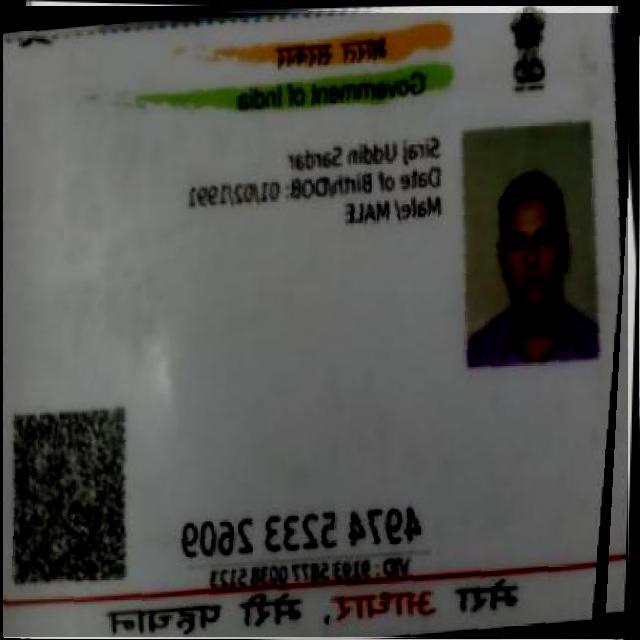 भारत सरकार
Government of India
Siraj Uddin Sardar
Date of Birth/DOB: 01/02/1991
Male/ MALE
4974 5233 2609
VID : 9193 5877 0038 5123
मेरा आधार, मेरी पहचान